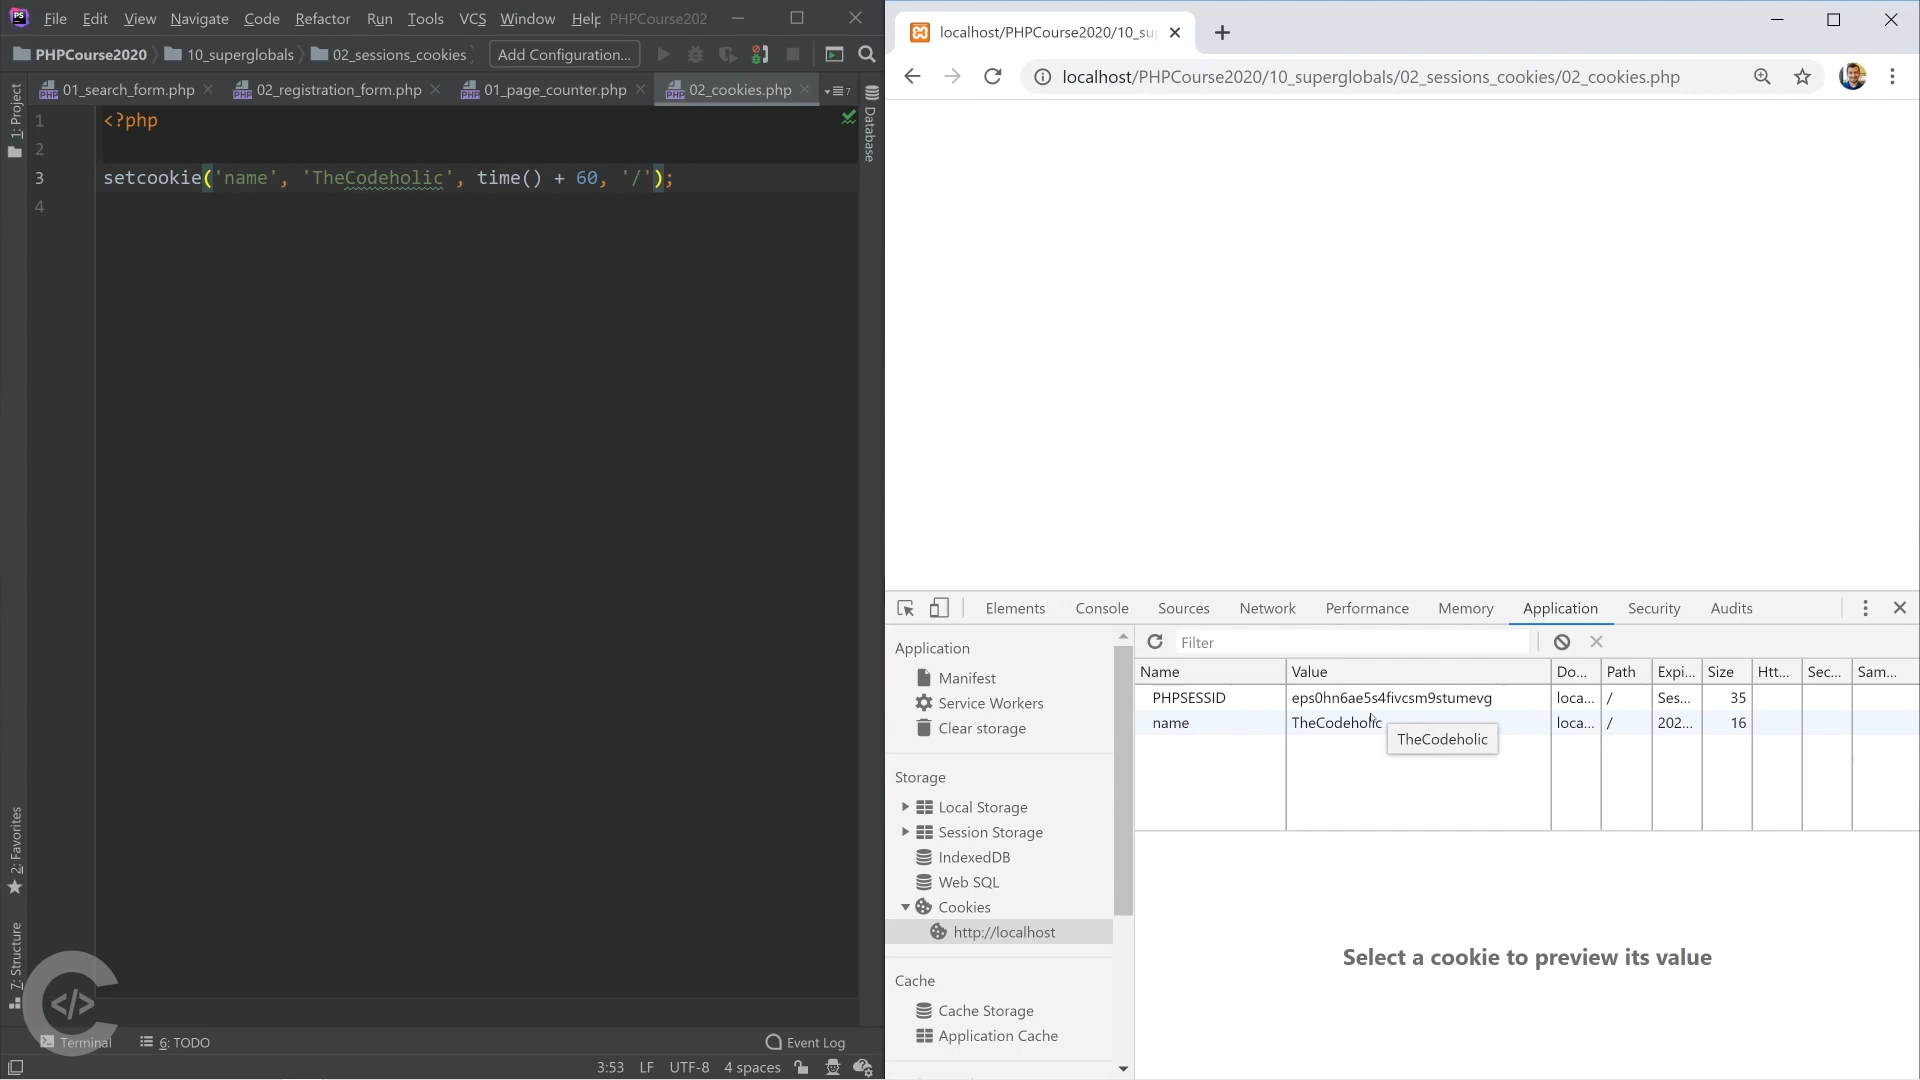 PS File Edit View Navigate Code Refactor Run Tools VCS Window Help PHPCourse202
PHPCourse2020 10_superglobals 02_sessions_cookies Add Configuration...
01_search_form.php 02_registration_form.php 01_page_counter.php 02_cookies.php 7
1: Project
Database
1 <?php
2
3 setcookie('name', 'TheCodeholic', time() + 60, '/');
4
2: Favorites
7: Structure
</>
Terminal 6: TODO Event Log
3:53 LF UTF-8 4 spaces
localhost/PHPCourse2020/10_su
localhost/PHPCourse2020/10_superglobals/02_sessions_cookies/02_cookies.php
Elements Console Sources Network Performance Memory Application Security Audits
Application
Manifest
Service Workers
Clear storage
Storage
Local Storage
Session Storage
IndexedDB
Web SQL
Cookies
http://localhost
Cache
Cache Storage
Application Cache
Filter
Name Value Do... Path Expi... Size Htt... Sec... Sam...
PHPSESSID eps0hn6ae5s4fivcsm9stumevg loca... / Ses... 35
name TheCodeholic loca... / 202... 16
TheCodeholic
Select a cookie to preview its value